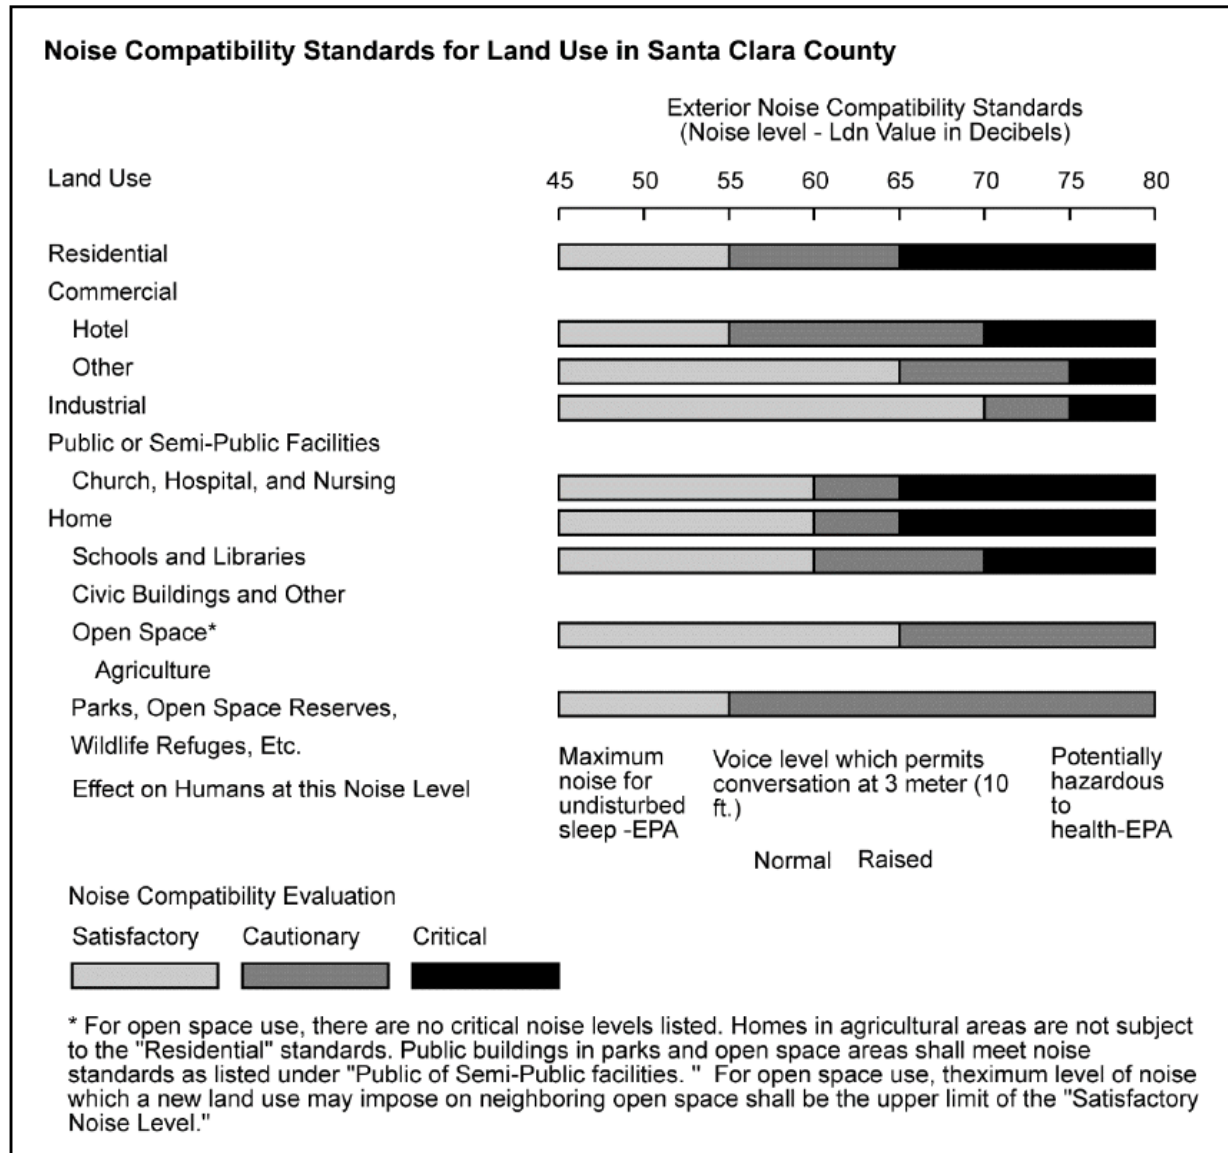 Noise Compatibility Standards for Land Use in Santa Clara County
Exterior Noise Compatibility Standards
(Noise level - Ldn Value in Decibels)
Land Use
45 50 55 60 65 70 75 80
Residential
Commercial
Hotel
Other
Industrial
Public or Semi-Public Facilities
Church, Hospital, and Nursing
Home
Schools and Libraries
Civic Buildings and Other
Open Space*
Agriculture
Parks, Open Space Reserves,
Wildlife Refuges, Etc.
Effect on Humans at this Noise Level
Maximum
noise for
undisturbed
sleep -EPA
Voice level which permits
conversation at 3 meter (10
ft.)
Normal Raised
Potentially
hazardous
to
health-EPA
Noise Compatibility Evaluation
Satisfactory Cautionary Critical
* For open space use, there are no critical noise levels listed. Homes in agricultural areas are not subject
to the "Residential" standards. Public buildings in parks and open space areas shall meet noise
standards as listed under "Public of Semi-Public facilities. " For open space use, theximum level of noise
which a new land use may impose on neighboring open space shall be the upper limit of the "Satisfactory
Noise Level."